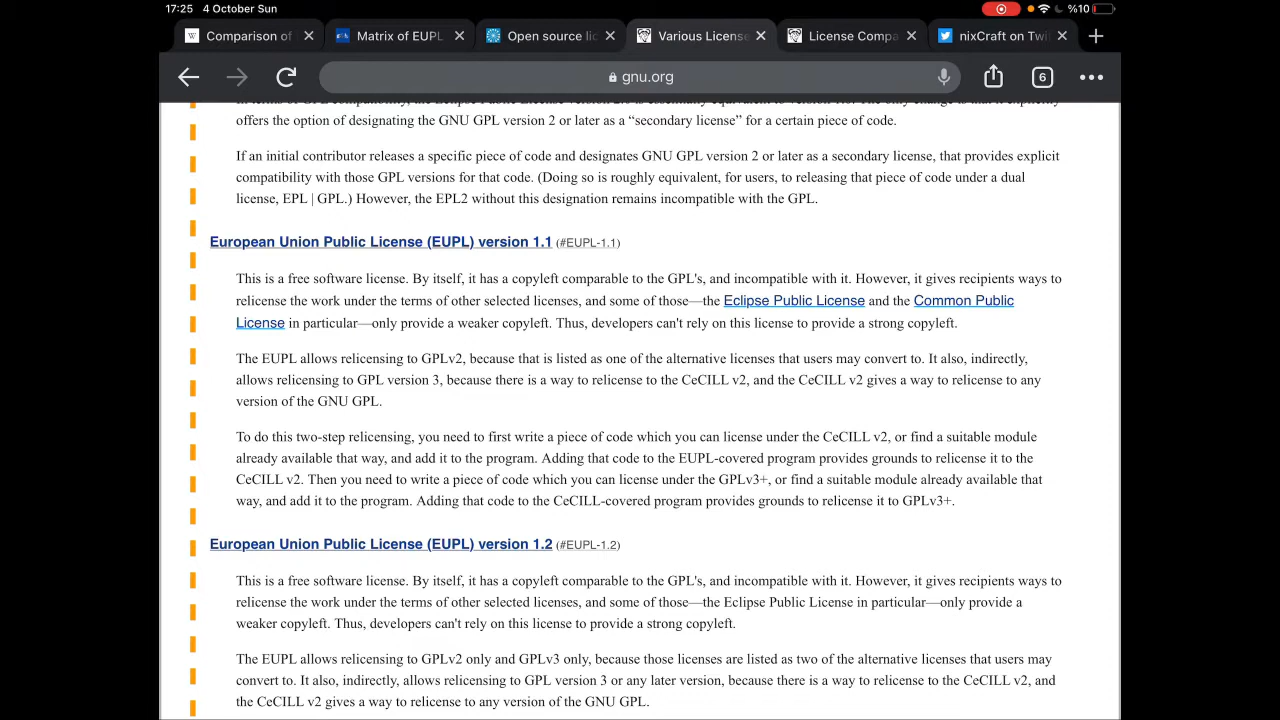 17:25 4 October Sun %10
Comparison of Matrix of EUPL Open source lic Various License License Compa nixCraft on Twi
gnu.org 6
offers the option of designating the GNU GPL version 2 or later as a “secondary license” for a certain piece of code.
If an initial contributor releases a specific piece of code and designates GNU GPL version 2 or later as a secondary license, that provides explicit
compatibility with those GPL versions for that code. (Doing so is roughly equivalent, for users, to releasing that piece of code under a dual
license, EPL | GPL.) However, the EPL2 without this designation remains incompatible with the GPL.
European Union Public License (EUPL) version 1.1 (#EUPL-1.1)
This is a free software license. By itself, it has a copyleft comparable to the GPL's, and incompatible with it. However, it gives recipients ways to
relicense the work under the terms of other selected licenses, and some of those—the Eclipse Public License and the Common Public
License in particular—only provide a weaker copyleft. Thus, developers can't rely on this license to provide a strong copyleft.
The EUPL allows relicensing to GPLv2, because that is listed as one of the alternative licenses that users may convert to. It also, indirectly,
allows relicensing to GPL version 3, because there is a way to relicense to the CeCILL v2, and the CeCILL v2 gives a way to relicense to any
version of the GNU GPL.
To do this two-step relicensing, you need to first write a piece of code which you can license under the CeCILL v2, or find a suitable module
already available that way, and add it to the program. Adding that code to the EUPL-covered program provides grounds to relicense it to the
CeCILL v2. Then you need to write a piece of code which you can license under the GPLv3+, or find a suitable module already available that
way, and add it to the program. Adding that code to the CeCILL-covered program provides grounds to relicense it to GPLv3+.
European Union Public License (EUPL) version 1.2 (#EUPL-1.2)
This is a free software license. By itself, it has a copyleft comparable to the GPL's, and incompatible with it. However, it gives recipients ways to
relicense the work under the terms of other selected licenses, and some of those—the Eclipse Public License in particular—only provide a
weaker copyleft. Thus, developers can't rely on this license to provide a strong copyleft.
The EUPL allows relicensing to GPLv2 only and GPLv3 only, because those licenses are listed as two of the alternative licenses that users may
convert to. It also, indirectly, allows relicensing to GPL version 3 or any later version, because there is a way to relicense to the CeCILL v2, and
the CeCILL v2 gives a way to relicense to any version of the GNU GPL.